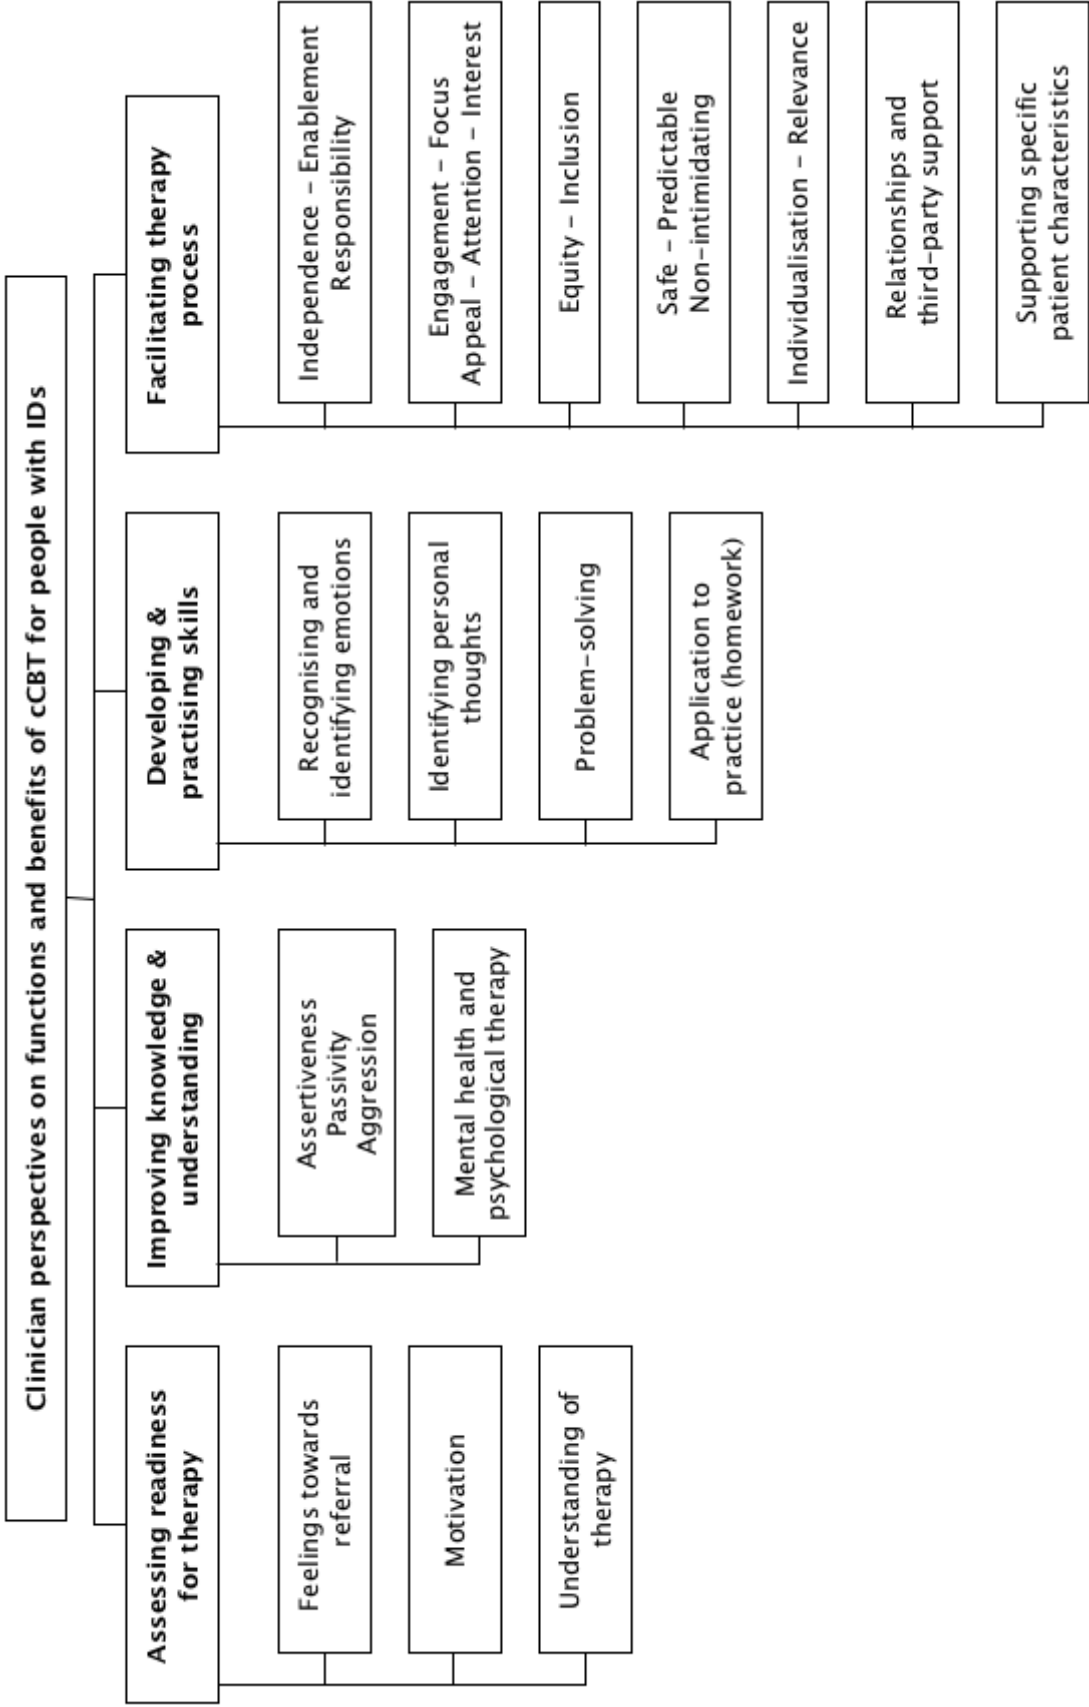 Clinician perspectives on functions and benefits of cCBT for people with IDs
Assessing readiness
for therapy
Feelings towards
referral
Motivation
Understanding of
therapy
Improving knowledge &
understanding
Assertiveness
Passivity
Aggression
Mental health and
psychological therapy
Developing &
practising skills
Recognising and
identifying emotions
Identifying personal
thoughts
Problem-solving
Application to
practice (homework)
Facilitating therapy
process
Independence - Enablement
Responsibility
Engagement - Focus
Appeal - Attention - Interest
Equity - Inclusion
Safe - Predictable
Non-intimidating
Individualisation - Relevance
Relationships and
third-party support
Supporting specific
patient characteristics